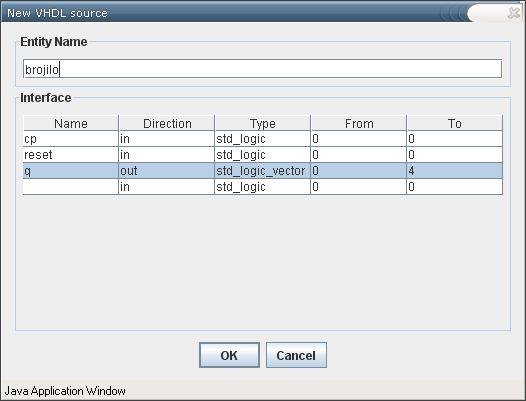 New VHDL source
Entity Name
brojilo
Interface
Name Direction Type From To
cp in std_logic 0 0
reset in std_logic 0 0
q out std_logic_vector 0 4
in std_logic 0 0
OK Cancel
Java Application Window